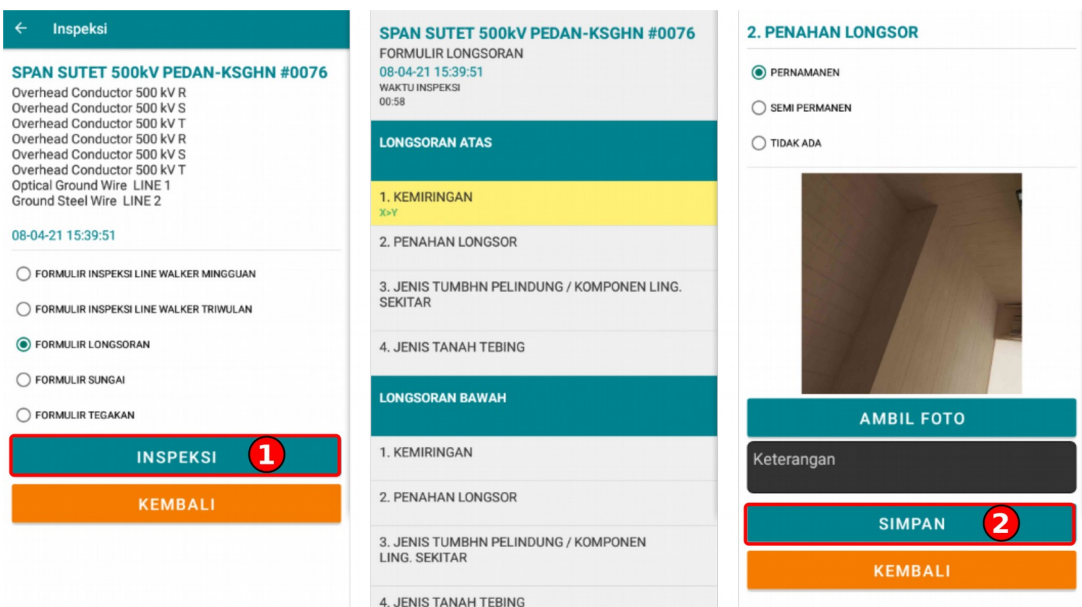 Inspeksi
SPAN SUTET 500kV PEDAN-KSGHN #0076
Overhead Conductor 500 kV R
Overhead Conductor 500 kV S
Overhead Conductor 500 kV T
Overhead Conductor 500 kV R
Overhead Conductor 500 kV S
Overhead Conductor 500 kV T
Optical Ground Wire LINE 1
Ground Steel Wire LINE 2
08-04-21 15:39:51
FORMULIR INSPEKSI LINE WALKER MINGGUAN
FORMULIR INSPEKSI LINE WALKER TRIWULAN
FORMULIR LONGSORAN
FORMULIR SUNGAI
FORMULIR TEGAKAN
INSPEKSI 1
KEMBALI
SPAN SUTET 500kV PEDAN-KSGHN #0076
FORMULIR LONGSORAN
08-04-21 15:39:51
WAKTU INSPEKSI
00:58
LONGSORAN ATAS
1. KEMIRINGAN
X>Y
2. PENAHAN LONGSOR
3. JENIS TUMBHN PELINDUNG / KOMPONEN LING.
SEKITAR
4. JENIS TANAH TEBING
LONGSORAN BAWAH
1. KEMIRINGAN
2. PENAHAN LONGSOR
3. JENIS TUMBHN PELINDUNG / KOMPONEN
LING. SEKITAR
4. JENIS TANAH TEBING
2. PENAHAN LONGSOR
PERNAMANEN
SEMI PERMANEN
TIDAK ADA
AMBIL FOTO
Keterangan
SIMPAN 2
KEMBALI